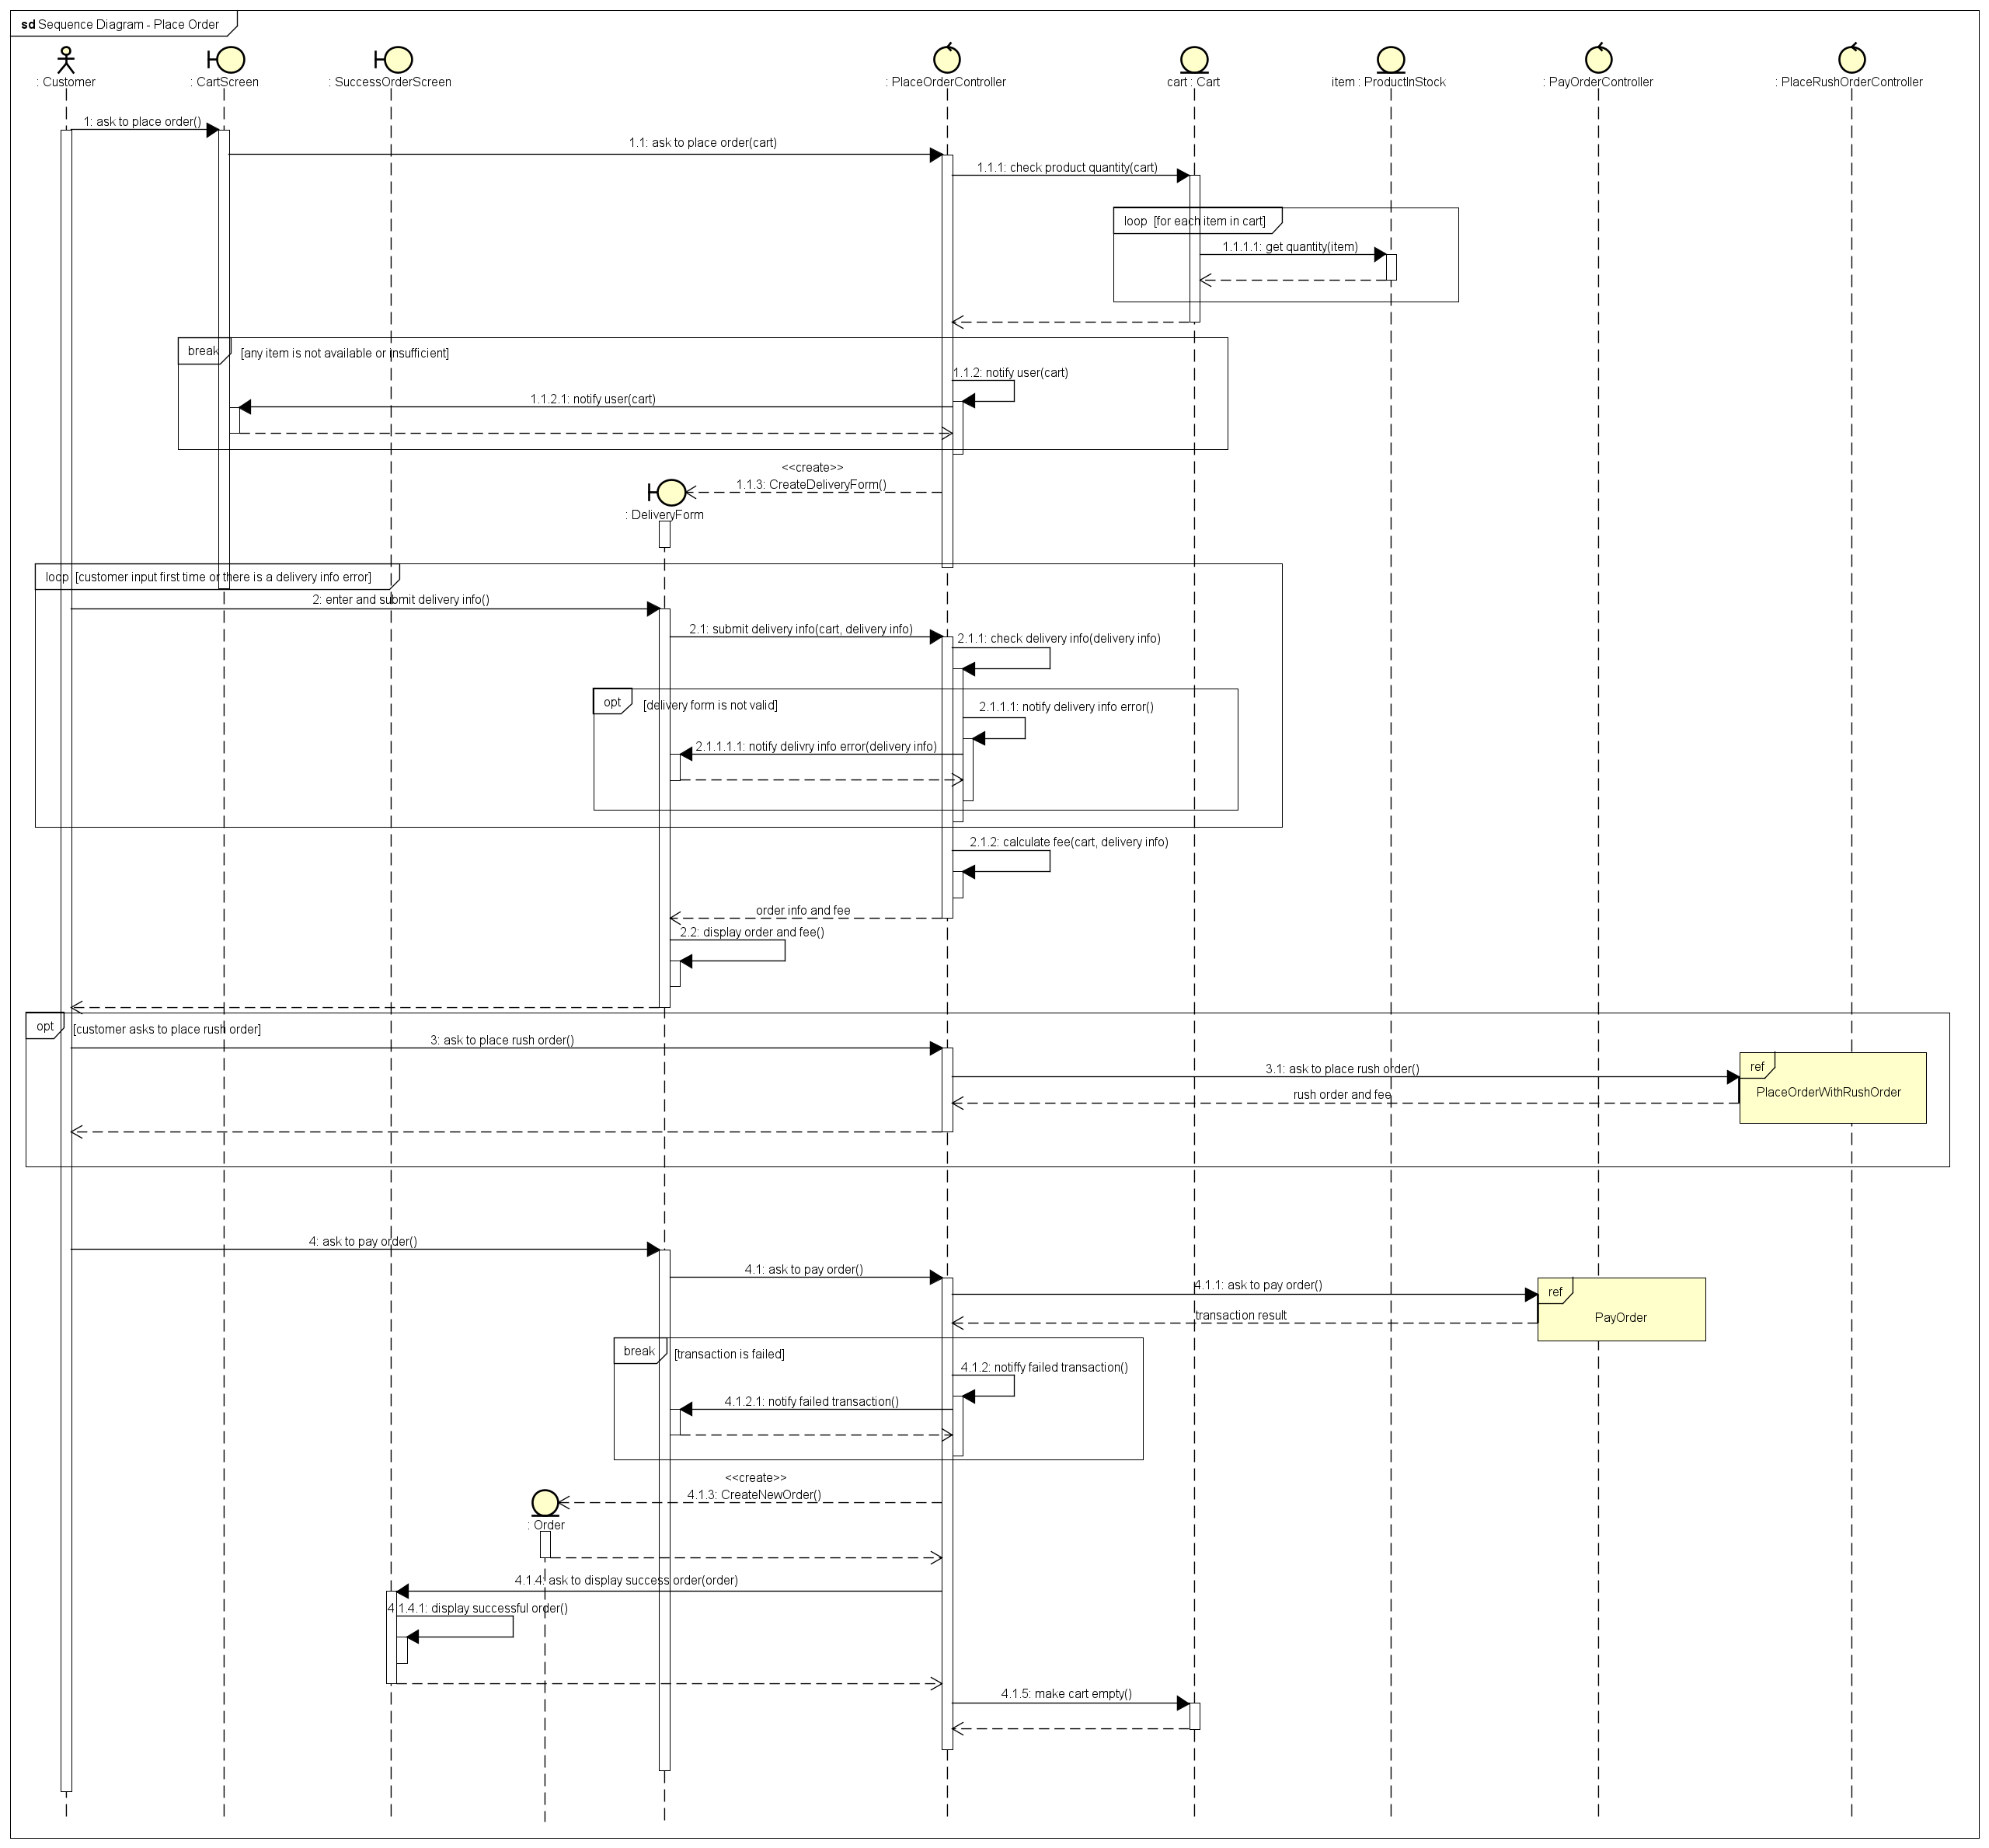 sd Sequence Diagram - Place Order
: Customer
: CartScreen
: SuccessOrderScreen
: PlaceOrderController
cart : Cart
item : ProductInStock
: PayOrderController
: PlaceRushOrderController
1: ask to place order()
1.1: ask to place order(cart)
1.1.1: check product quantity(cart)
loop [for each item in cart]
1.1.1.1: get quantity(item)
break [any item is not available or insufficient]
1.1.2: notify user(cart)
1.1.2.1: notify user(cart)
<<create>>
1.1.3: CreateDeliveryForm()
: DeliveryForm
loop [customer input first time or there is a delivery info error]
2: enter and submit delivery info()
2.1: submit delivery info(cart, delivery info)
2.1.1: check delivery info(delivery info)
opt [delivery form is not valid]
2.1.1.1: notify delivery info error()
2.1.1.1.1: notify delivry info error(delivery info)
2.1.2: calculate fee(cart, delivery info)
order info and fee
2.2: display order and fee()
opt [customer asks to place rush order]
3: ask to place rush order()
ref
3.1: ask to place rush order()
PlaceOrderWithRushOrder
rush order and fee
4: ask to pay order()
4.1: ask to pay order()
4.1.1: ask to pay order()
ref
transaction result
PayOrder
break [transaction is failed]
4.1.2: notiffy failed transaction()
4.1.2.1: notify failed transaction()
<<create>>
4.1.3: CreateNewOrder()
: Order
4.1.4: ask to display success order(order)
4.1.4.1: display successful order()
4.1.5: make cart empty()